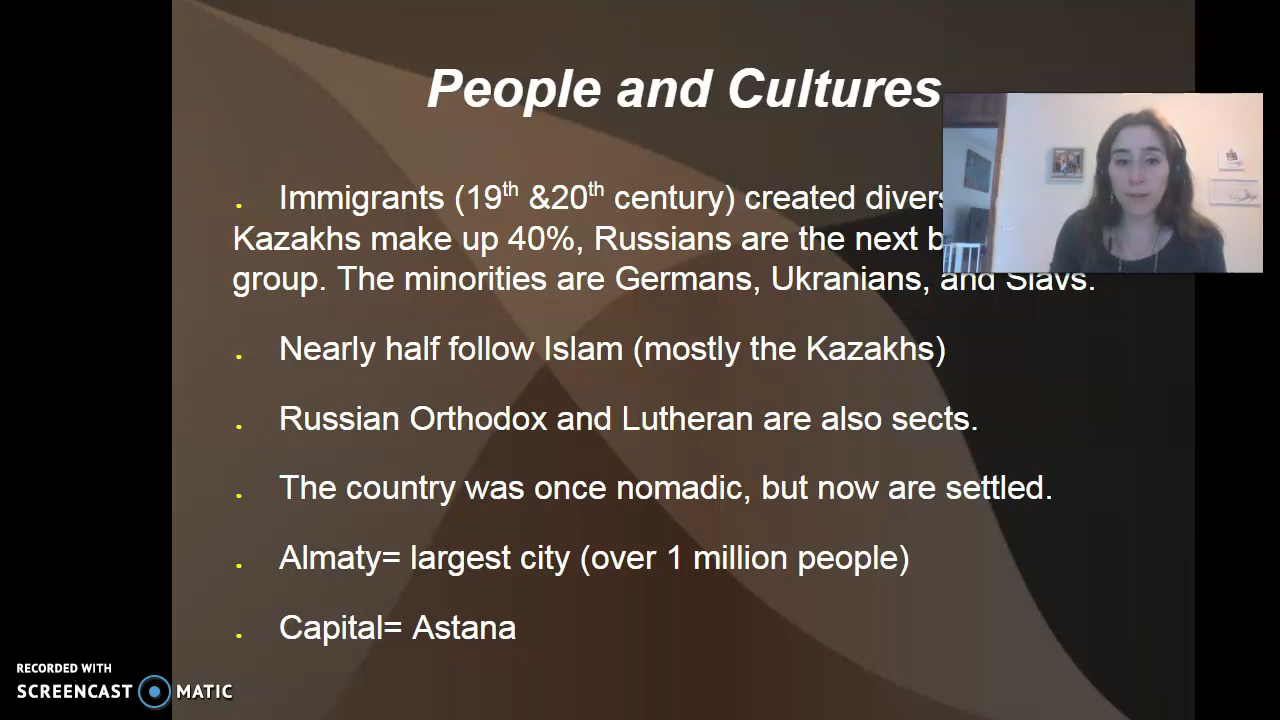 People and Cultures
. Immigrants (19th &20th century) created
Kazakhs make up 40%, Russians are the next
group. The minorities are Germans, Ukranians, and Slavs.
. Nearly half follow Islam (mostly the Kazakhs)
. Russian Orthodox and Lutheran are also sects.
. The country was once nomadic, but now are settled.
. Almaty= largest city (over 1 million people)
. Capital= Astana
RECORDED WITH
SCREENCAST MATIC